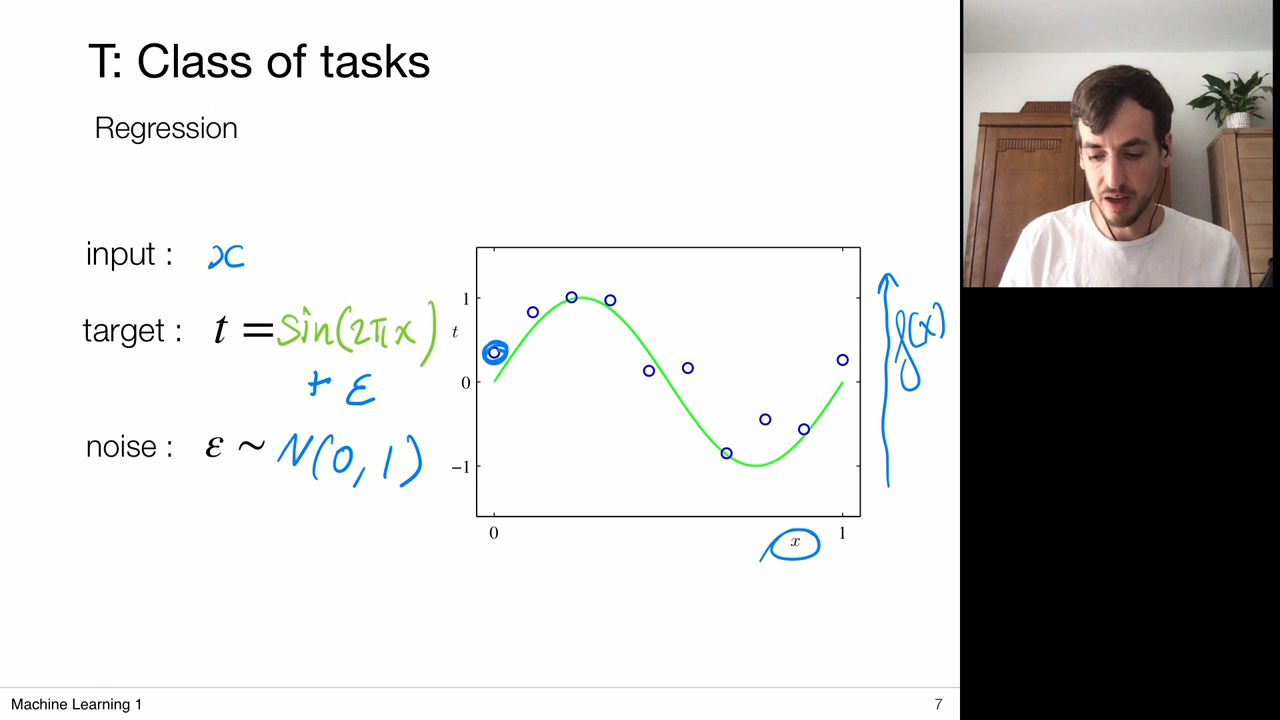 T: Class of tasks
Regression
input : x
target : t = sin(2πx)
+ ε
noise : ε ~ N(0, 1)
1
t
0
−1
0
x
1
f(x)
Machine Learning 1
7